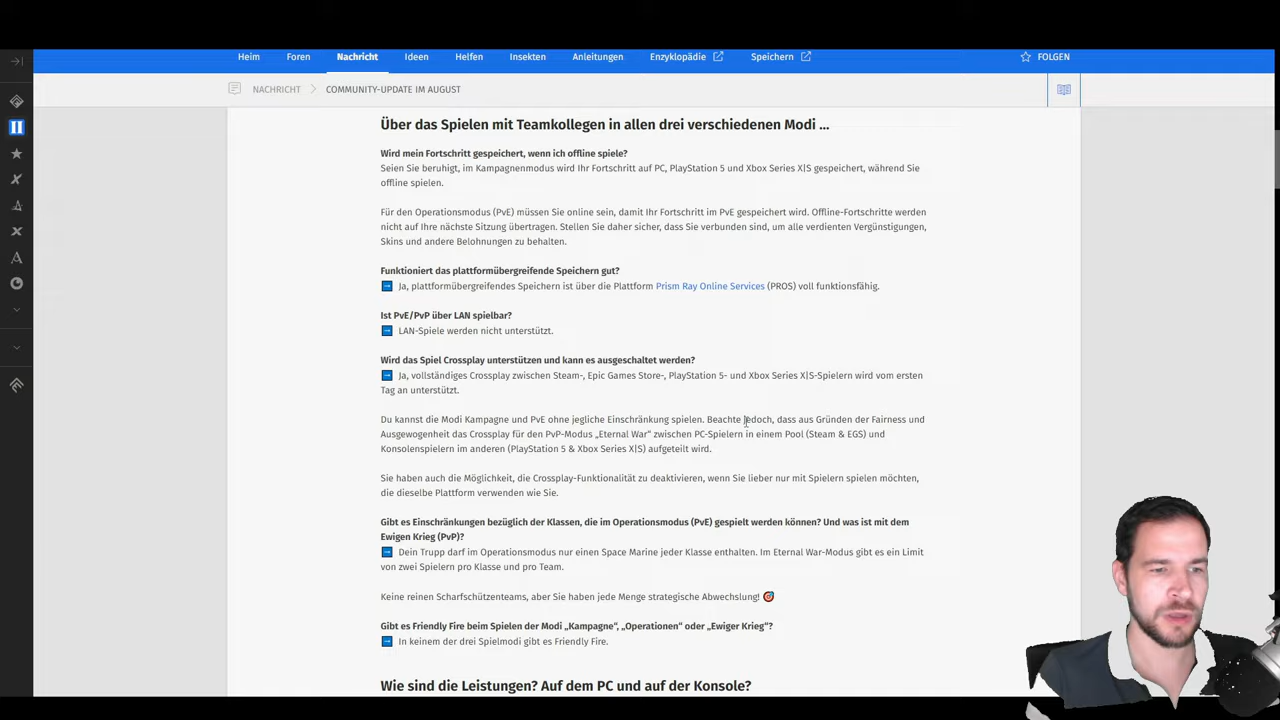 Heim Foren Nachricht Ideen Helfen Insekten Anleitungen Enzyklopädie Speichern FOLGEN
NACHRICHT COMMUNITY-UPDATE IM AUGUST
Über das Spielen mit Teamkollegen in allen drei verschiedenen Modi ...
Wird mein Fortschritt gespeichert, wenn ich offline spiele?
Seien Sie beruhigt, im Kampagnenmodus wird Ihr Fortschritt auf PC, PlayStation 5 und Xbox Series X|S gespeichert, während Sie
offline spielen.
Für den Operationsmodus (PvE) müssen Sie online sein, damit Ihr Fortschritt im PvE gespeichert wird. Offline-Fortschritte werden
nicht auf Ihre nächste Sitzung übertragen. Stellen Sie daher sicher, dass Sie verbunden sind, um alle verdienten Vergünstigungen,
Skins und andere Belohnungen zu behalten.
Funktioniert das plattformübergreifende Speichern gut?
Ja, plattformübergreifendes Speichern ist über die Plattform Prism Ray Online Services (PROS) voll funktionsfähig.
Ist PvE/PvP über LAN spielbar?
LAN-Spiele werden nicht unterstützt.
Wird das Spiel Crossplay unterstützen und kann es ausgeschaltet werden?
Ja, vollständiges Crossplay zwischen Steam-, Epic Games Store-, PlayStation 5- und Xbox Series X|S-Spielern wird vom ersten
Tag an unterstützt.
Du kannst die Modi Kampagne und PvE ohne jegliche Einschränkung spielen. Beachte jedoch, dass aus Gründen der Fairness und
Ausgewogenheit das Crossplay für den PvP-Modus „Eternal War“ zwischen PC-Spielern in einem Pool (Steam & EGS) und
Konsolenspielern im anderen (PlayStation 5 & Xbox Series X|S) aufgeteilt wird.
Sie haben auch die Möglichkeit, die Crossplay-Funktionalität zu deaktivieren, wenn Sie lieber nur mit Spielern spielen möchten,
die dieselbe Plattform verwenden wie Sie.
Gibt es Einschränkungen bezüglich der Klassen, die im Operationsmodus (PvE) gespielt werden können? Und was ist mit dem
Ewigen Krieg (PvP)?
Dein Trupp darf im Operationsmodus nur einen Space Marine jeder Klasse enthalten. Im Eternal War-Modus gibt es ein Limit
von zwei Spielern pro Klasse und pro Team.
Keine reinen Scharfschützenteams, aber Sie haben jede Menge strategische Abwechslung! 🎯
Gibt es Friendly Fire beim Spielen der Modi „Kampagne“, „Operationen“ oder „Ewiger Krieg“?
In keinem der drei Spielmodi gibt es Friendly Fire.
Wie sind die Leistungen? Auf dem PC und auf der Konsole?